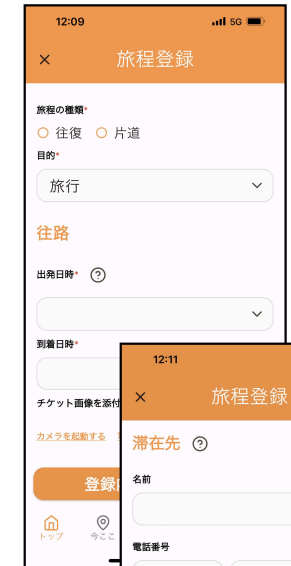 12:09 5G
× 旅程登録
旅程の種類*
往復 片道
目的*
旅行
往路
出発日時* ?
到着日時*
チケット画像を添付
カメラを起動する
登録
トップ 今ここ
12:11
× 旅程登録
滞在先 ?
名前
電話番号